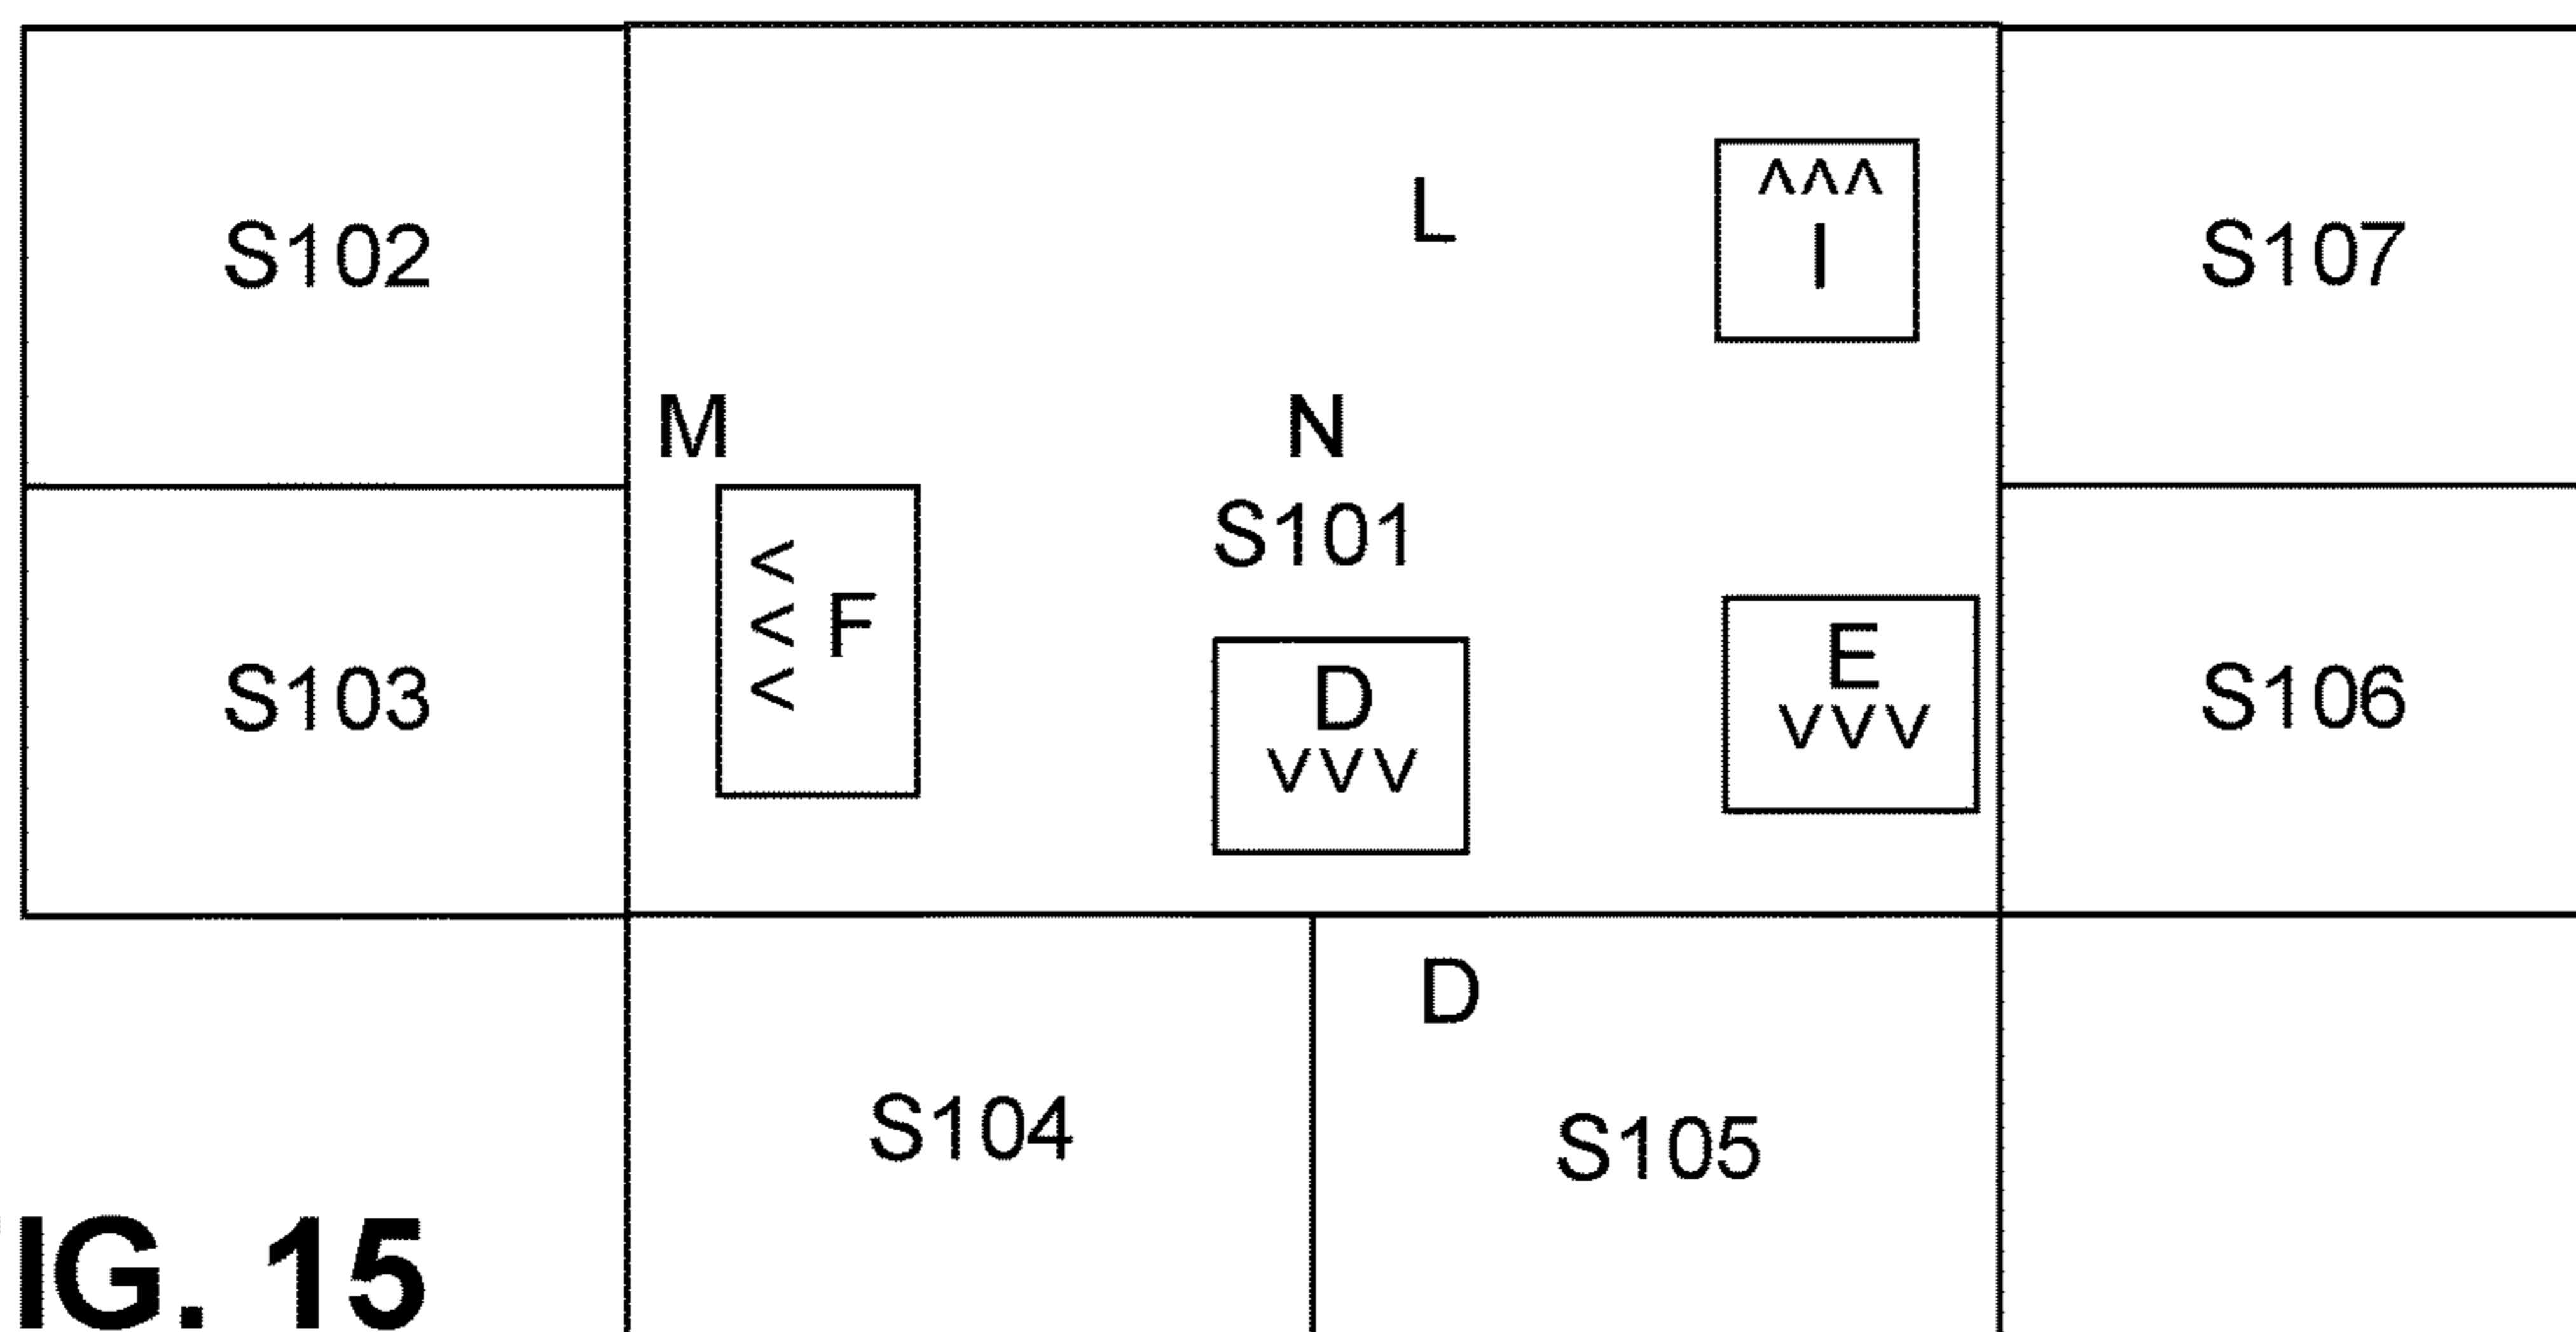 ^^^
L
I
S102
S107
M
N
S101
<
<
<
F
E
VVV
D
VVV
S103
S106
D
S104
S105
IG. 15